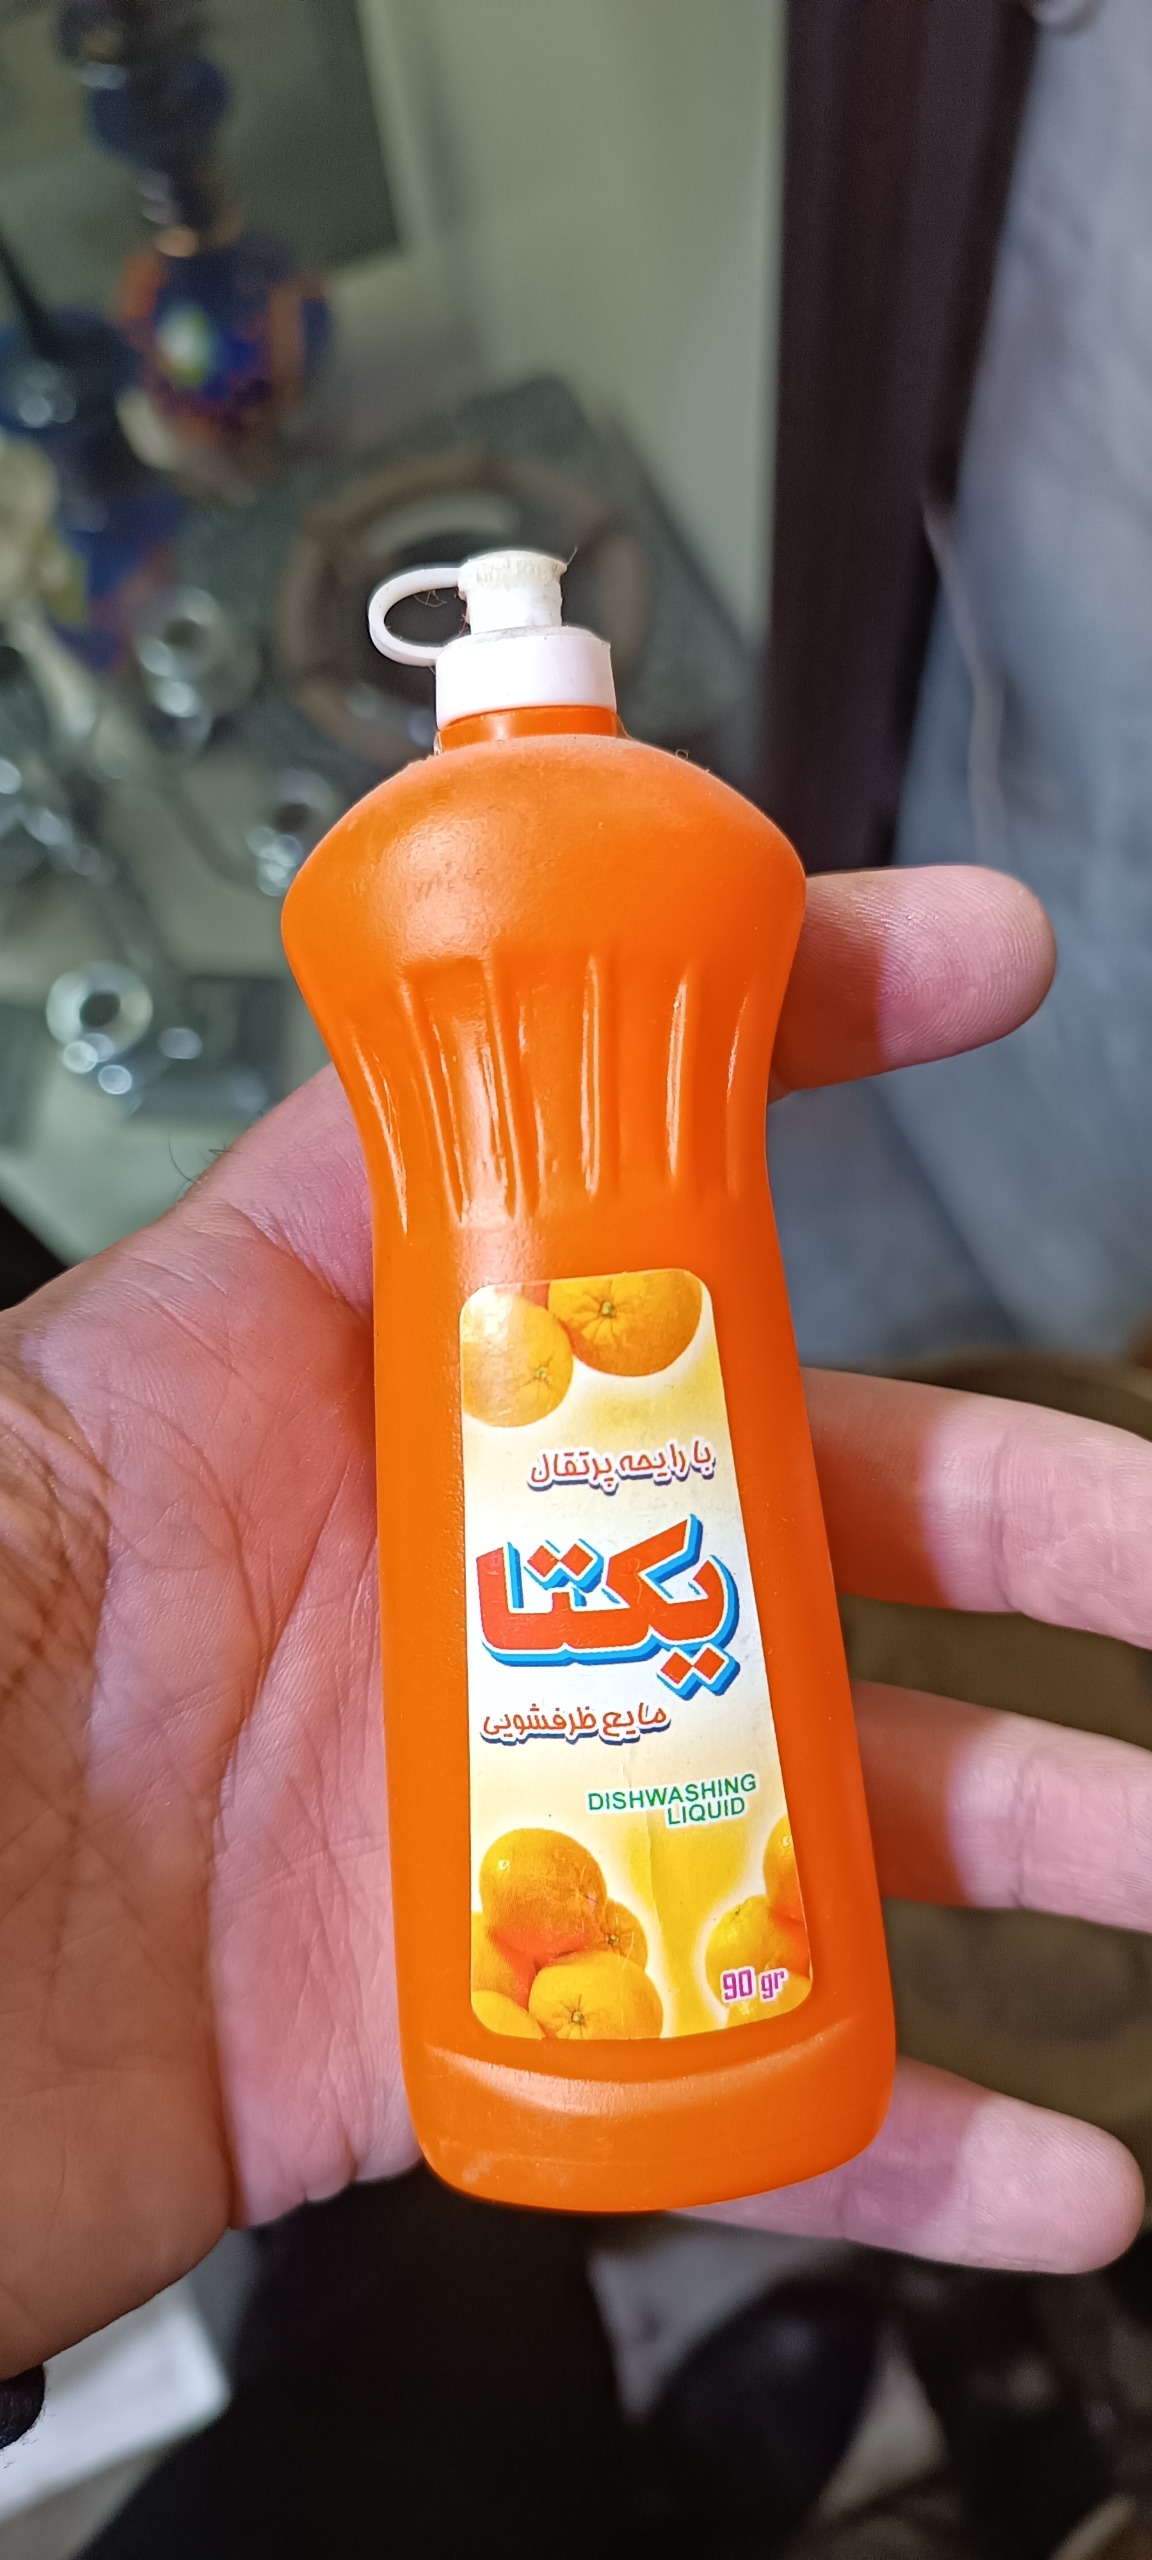 با رایحه پرتقال
یکتا
مایع ظرفشویی
DISHWASHING
LIQUID
90 gr